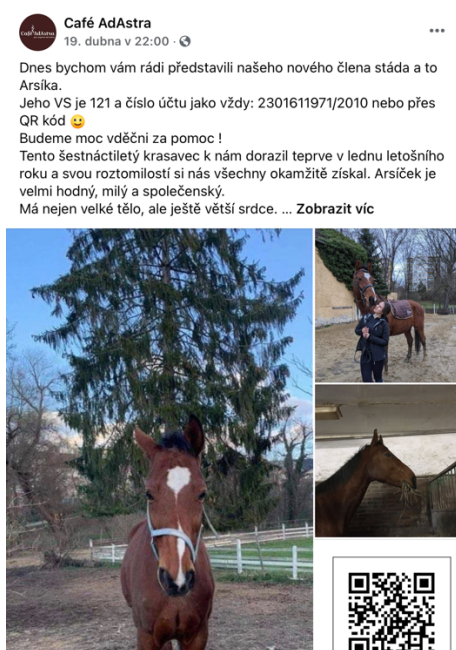 Café AdAstra
19. dubna v 22:00
Dnes bychom vám rádi představili našeho nového člena stáda a to
Arsíka.
Jeho VS je 121 a číslo účtu jako vždy: 2301611971/2010 nebo přes
QR kód 🙂
Budeme moc vděčni za pomoc !
Tento šestnáctiletý krasavec k nám dorazil teprve v lednu letošního
roku a svou roztomilostí si nás všechny okamžitě získal. Arsíček je
velmi hodný, milý a společenský.
Má nejen velké tělo, ale ještě větší srdce. ... Zobrazit víc